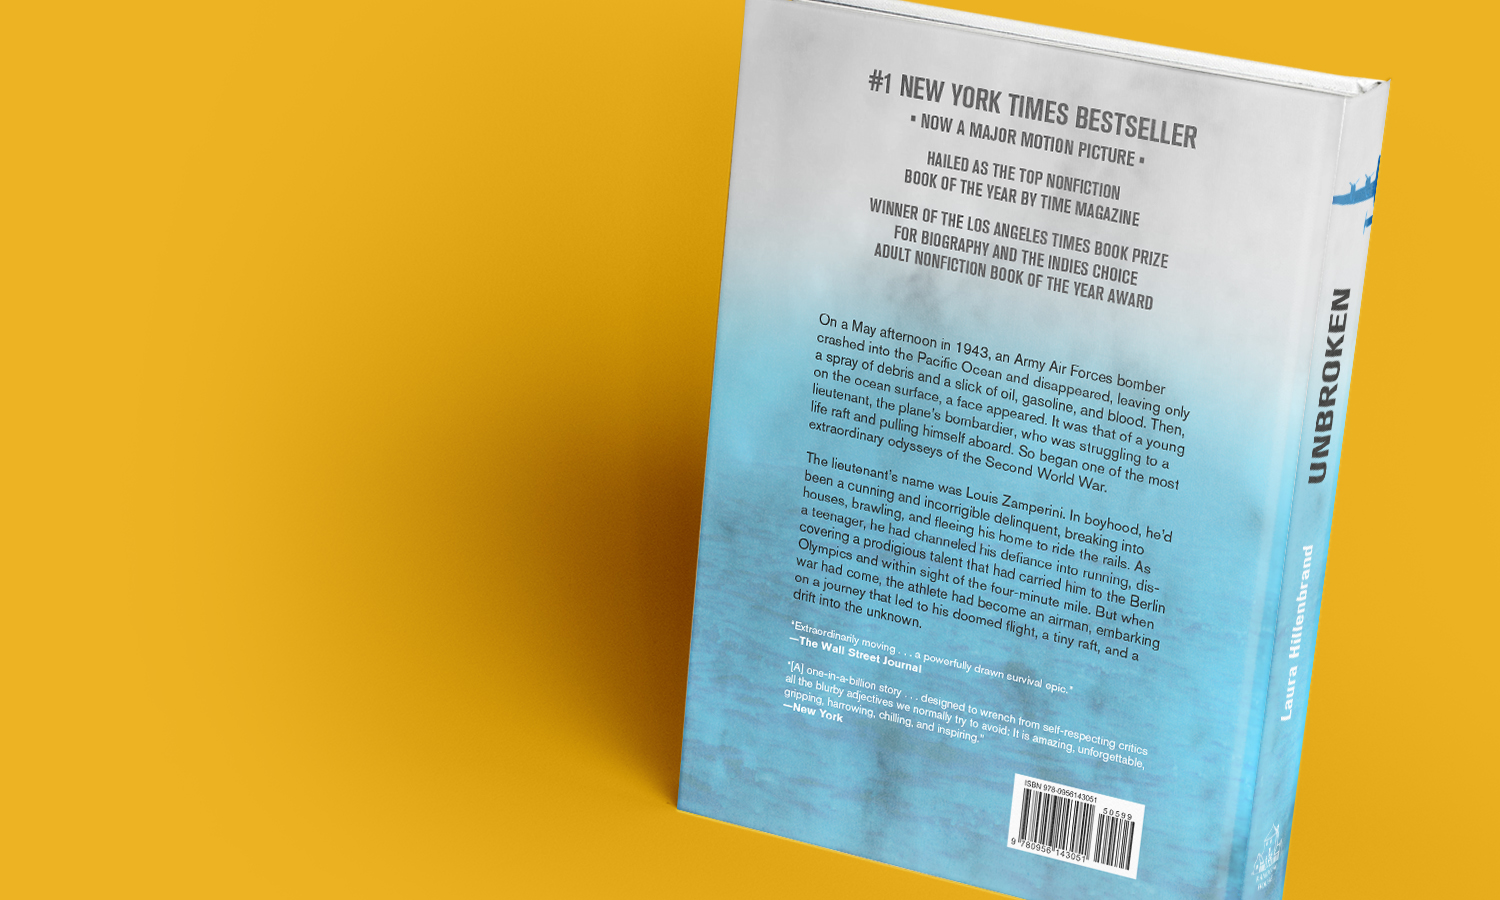 #1 NEW YORK TIMES BESTSELLER
▪ NOW A MAJOR MOTION PICTURE ▪
HAILED AS THE TOP NONFICTION
BOOK OF THE YEAR BY TIME MAGAZINE
WINNER OF THE LOS ANGELES TIMES BOOK PRIZE
FOR BIOGRAPHY AND THE INDIES CHOICE
ADULT NONFICTION BOOK OF THE YEAR AWARD
On a May afternoon in 1943, an Army Air Forces bomber
crashed into the Pacific Ocean and disappeared, leaving only
a spray of debris and a slick of oil, gasoline, and blood. Then,
on the ocean surface, a face appeared. It was that of a young
lieutenant, the plane's bombardier, who was struggling to a
life raft and pulling himself aboard. So began one of the most
extraordinary odysseys of the Second World War.
The lieutenant's name was Louis Zamperini. In boyhood, he'd
been a cunning and incorrigible delinquent, breaking into
houses, brawling, and fleeing his home to ride the rails. As
a teenager, he had channeled his defiance into running, dis-
covering a prodigious talent that had carried him to the Berlin
Olympics and within sight of the four-minute mile. But when
war had come, the athlete had become an airman, embarking
on a journey that led to his doomed flight, a tiny raft, and a
drift into the unknown.
"Extraordinarily moving . . . a powerfully drawn survival epic."
—The Wall Street Journal
"[A] one-in-a-billion story . . . designed to wrench from self-respecting critics
all the blurby adjectives we normally try to avoid: It is amazing, unforgettable,
gripping, harrowing, chilling, and inspiring."
—New York
ISBN 978-0956143051
50599
9 780956 143051
UNBROKEN
Laura Hillenbrand